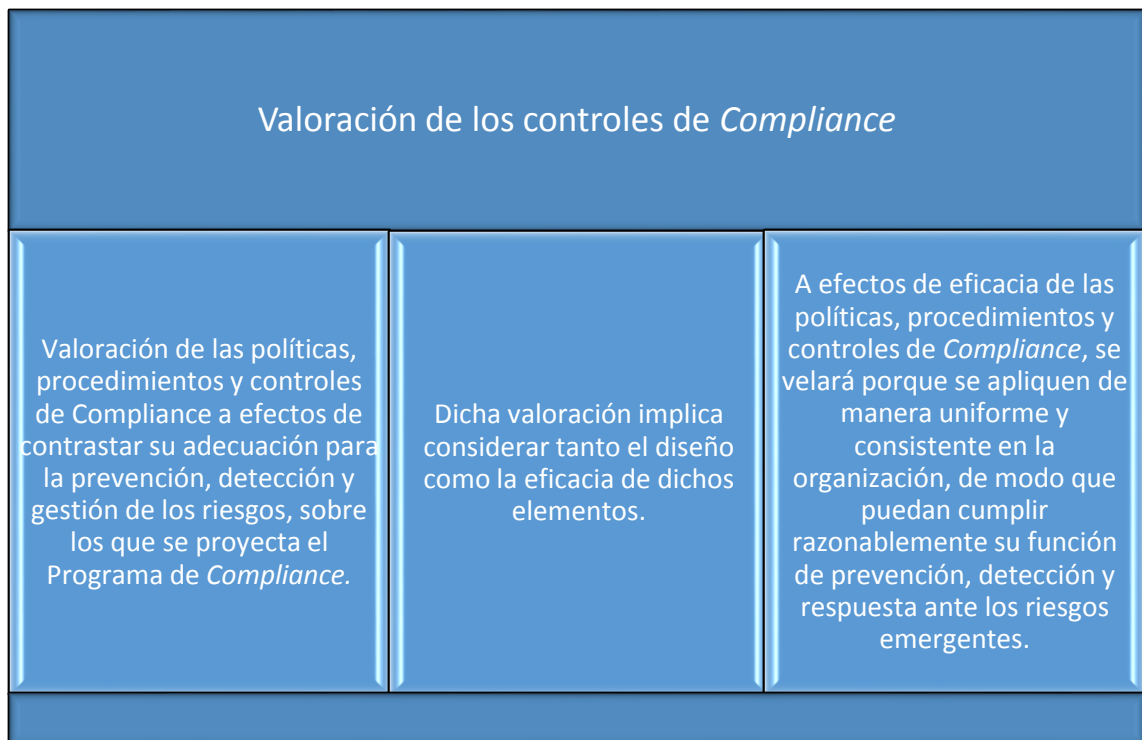 Valoración de los controles de Compliance
Valoración de las políticas,
procedimientos y controles
de Compliance a efectos de
contrastar su adecuación para
la prevención, detección y
gestión de los riesgos, sobre
los que se proyecta el
Programa de Compliance.
Dicha valoración implica
considerar tanto el diseño
como la eficacia de dichos
elementos.
A efectos de eficacia de las
políticas, procedimientos y
controles de Compliance, se
velará porque se apliquen de
manera uniforme y
consistente en la
organización, de modo que
puedan cumplir
razonablemente su función
de prevención, detección y
respuesta ante los riesgos
emergentes.